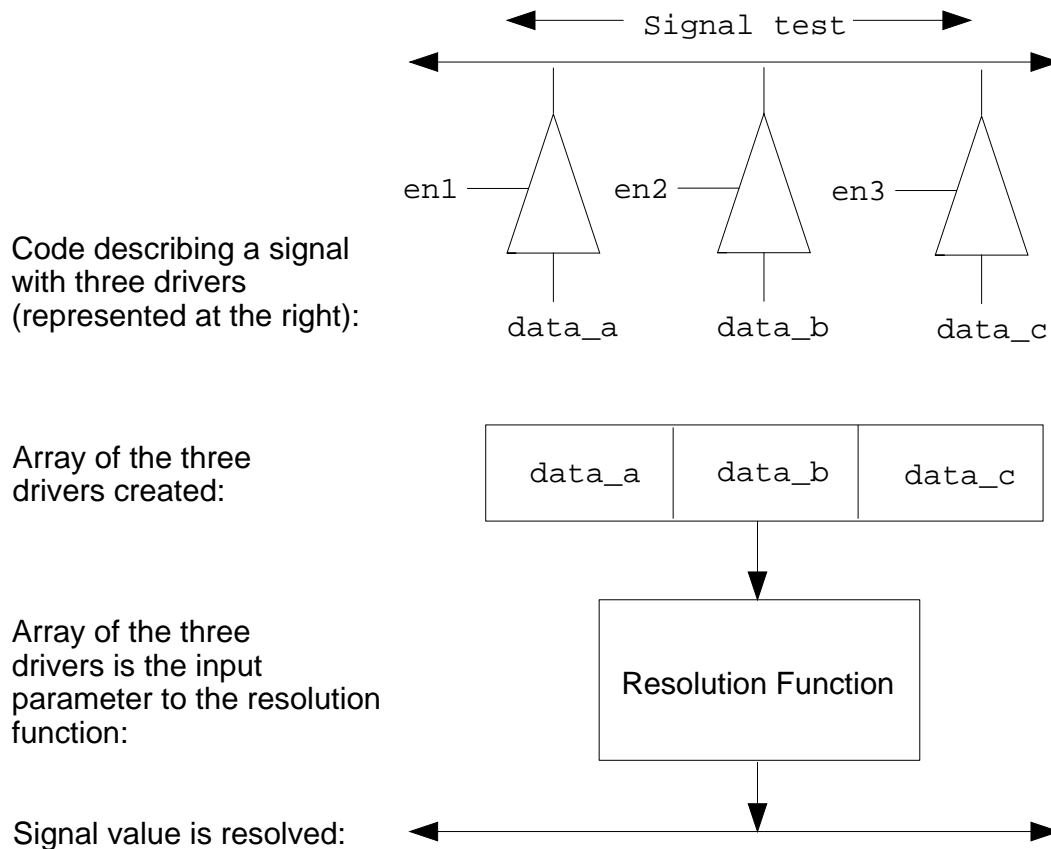 Signal test
en1
en2
en3
Code describing a signal
with three drivers
(represented at the right):
data_a
data_b
data_c
Array of the three
drivers created:
data_a
data_b
data_c
Array of the three
drivers is the input
parameter to the resolution
function:
Resolution Function
Signal value is resolved: